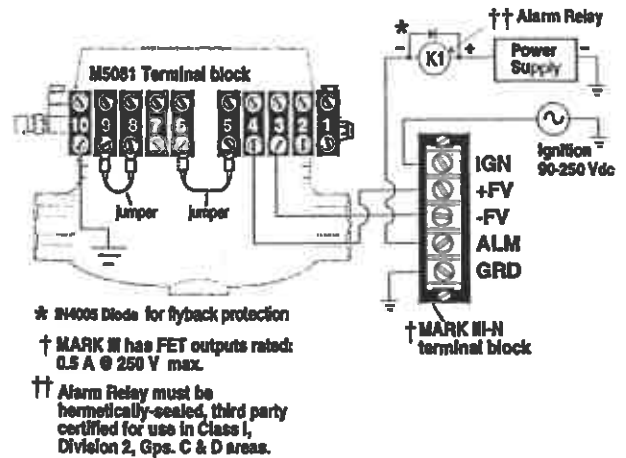 †† Alarm Relay
*
- K1 +
Power Supply -
M5081 Terminal block
10 9 8 7 6 5 4 3 2 1
Ignition
90-250 Vdc
IGN
+FV
-FV
ALM
GRD
jumper
jumper
† MARK III-N
terminal block
* IN4005 Diode for flyback protection
† MARK III has FET outputs rated:
0.5 A @ 250 V max.
†† Alarm Relay must be
hermetically-sealed, third party
certified for use in Class I,
Division 2, Gps. C & D areas.